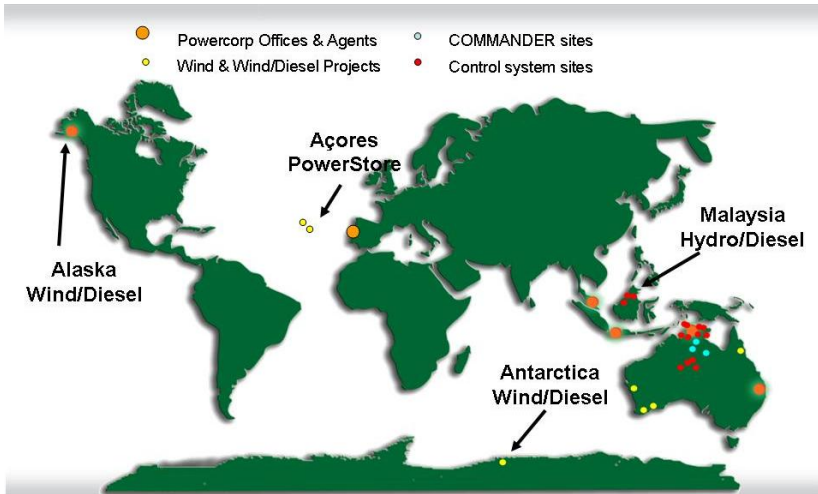 Powercorp Offices & Agents
COMMANDER sites
Wind & Wind/Diesel Projects
Control system sites
Açores
PowerStore
Malaysia
Hydro/Diesel
Alaska
Wind/Diesel
Antarctica
Wind/Diesel